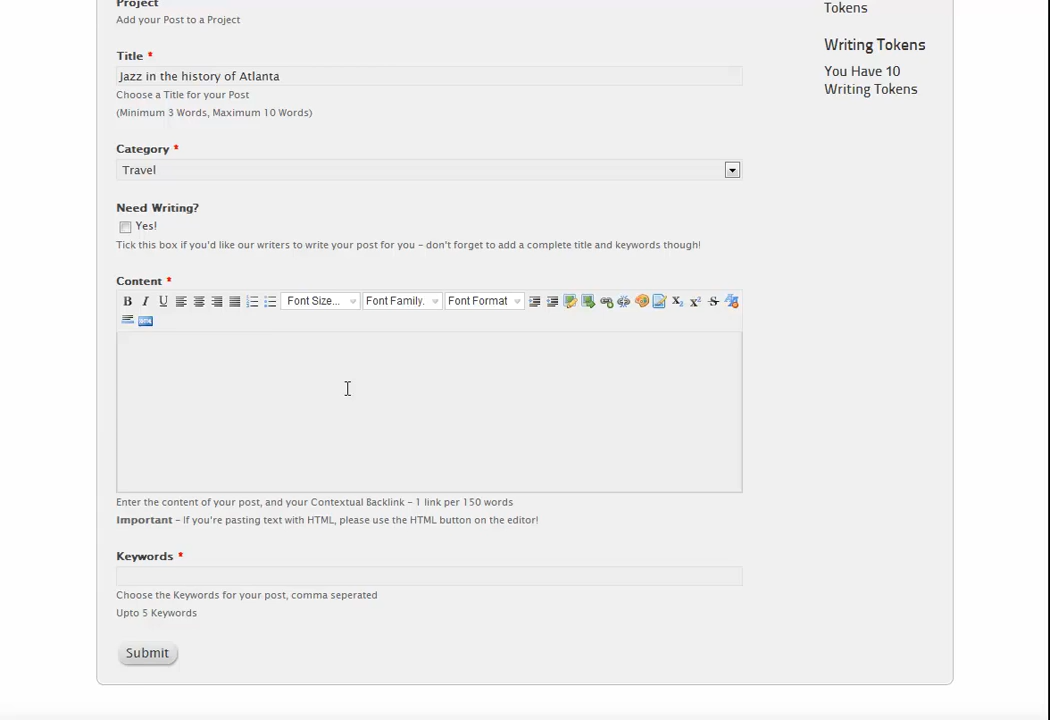 Project
Add your Post to a Project
Title *
Jazz in the history of Atlanta
Choose a Title for your Post
(Minimum 3 Words, Maximum 10 Words)
Category *
Travel
Need Writing?
Yes!
Tick this box if you'd like our writers to write your post for you - don't forget to add a complete title and keywords though!
Content *
B I U Font Size... Font Family. Font Format
Enter the content of your post, and your Contextual Backlink - 1 link per 150 words
Important - If you're pasting text with HTML, please use the HTML button on the editor!
Keywords *
Choose the Keywords for your post, comma seperated
Upto 5 Keywords
Submit
Tokens
Writing Tokens
You Have 10
Writing Tokens